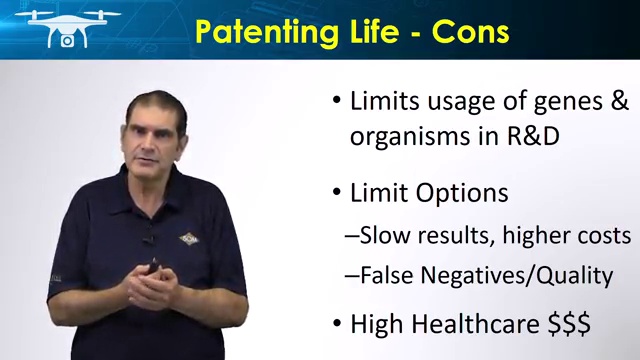 Patenting Life - Cons
• Limits usage of genes &
organisms in R&D
• Limit Options
–Slow results, higher costs
–False Negatives/Quality
• High Healthcare $$$